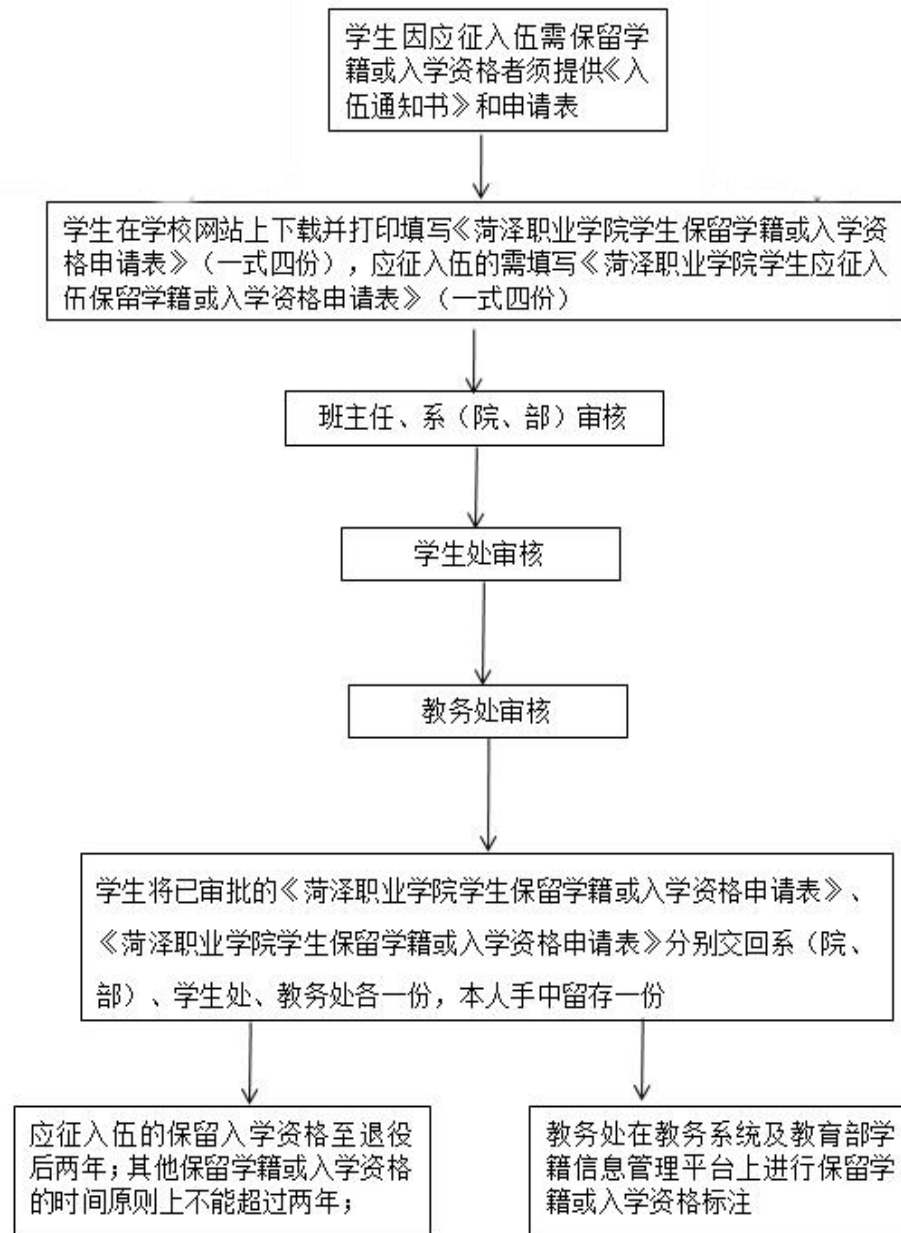 学生因应征入伍需保留学
籍或入学资格者须提供《入
伍通知书》和申请表
学生在学校网站上下载并打印填写《菏泽职业学院学生保留学籍或入学资
格申请表》（一式四份），应征入伍的需填写《菏泽职业学院学生应征入
伍保留学籍或入学资格申请表》（一式四份）
班主任、系（院、部）审核
学生处审核
教务处审核
学生将已审批的《菏泽职业学院学生保留学籍或入学资格申请表》、
《菏泽职业学院学生保留学籍或入学资格申请表》分别交回系（院、
部）、学生处、教务处各一份，本人手中留存一份
应征入伍的保留入学资格至退役
后两年；其他保留学籍或入学资格
的时间原则上不能超过两年；
教务处在教务系统及教育部学
籍信息管理平台上进行保留学
籍或入学资格标注